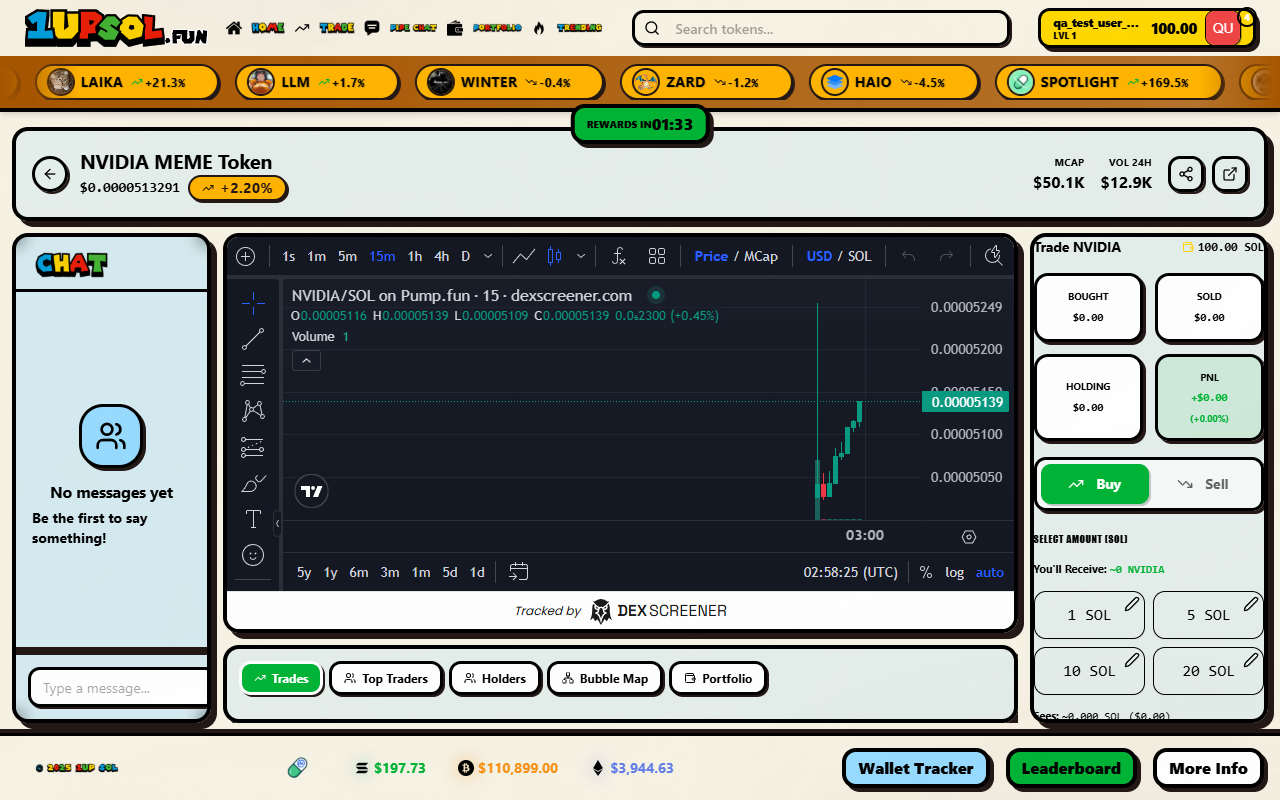 1UPSOL.FUN
HOME
TRADE
PIPE CHAT
PORTFOLIO
TRENDING
Search tokens...
qa_test_user_...
LVL 1
100.00
QU
LAIKA +21.3%
LLM +1.7%
WINTER -0.4%
ZARD -1.2%
HAIO -4.5%
SPOTLIGHT +169.5%
REWARDS IN 01:33
NVIDIA MEME Token
$0.0000513291 +2.20%
MCAP
$50.1K
VOL 24H
$12.9K
CHAT
No messages yet
Be the first to say
something!
Type a message...
1s 1m 5m 15m 1h 4h D
Price / MCap
USD / SOL
NVIDIA/SOL on Pump.fun · 15 · dexscreener.com
O0.00005116 H0.00005139 L0.00005109 C0.00005139 0.0₆2300 (+0.45%)
Volume 1
0.00005249
0.00005200
0.00005150
0.00005139
0.00005100
0.00005050
03:00
5y 1y 6m 3m 1m 5d 1d
02:58:25 (UTC)
% log auto
Tracked by DEX SCREENER
Trades
Top Traders
Holders
Bubble Map
Portfolio
Trade NVIDIA
100.00 SOL
BOUGHT
$0.00
SOLD
$0.00
HOLDING
$0.00
PNL
+$0.00
(+0.00%)
Buy
Sell
SELECT AMOUNT (SOL)
You'll Receive: ~0 NVIDIA
1 SOL
5 SOL
10 SOL
20 SOL
Fees: ~0.000 SOL ($0.00)
© 2025 1UP SOL
$197.73
$110,899.00
$3,944.63
Wallet Tracker
Leaderboard
More Info